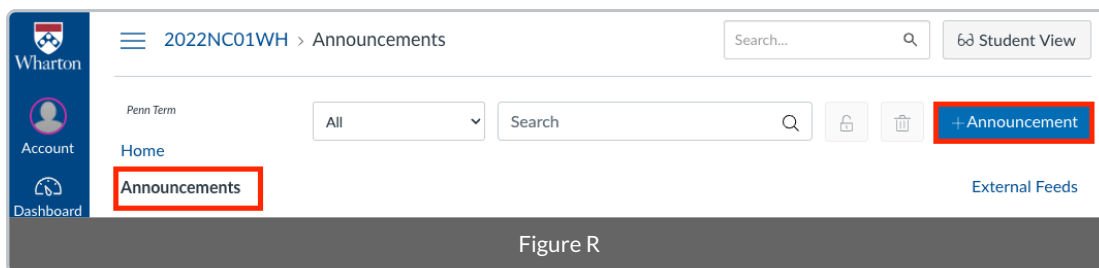 Wharton
Account
Dashboard
2022NC01WH > Announcements
Search...
Student View
Penn Term
All
Search
+Announcement
Home
Announcements
External Feeds
Figure R